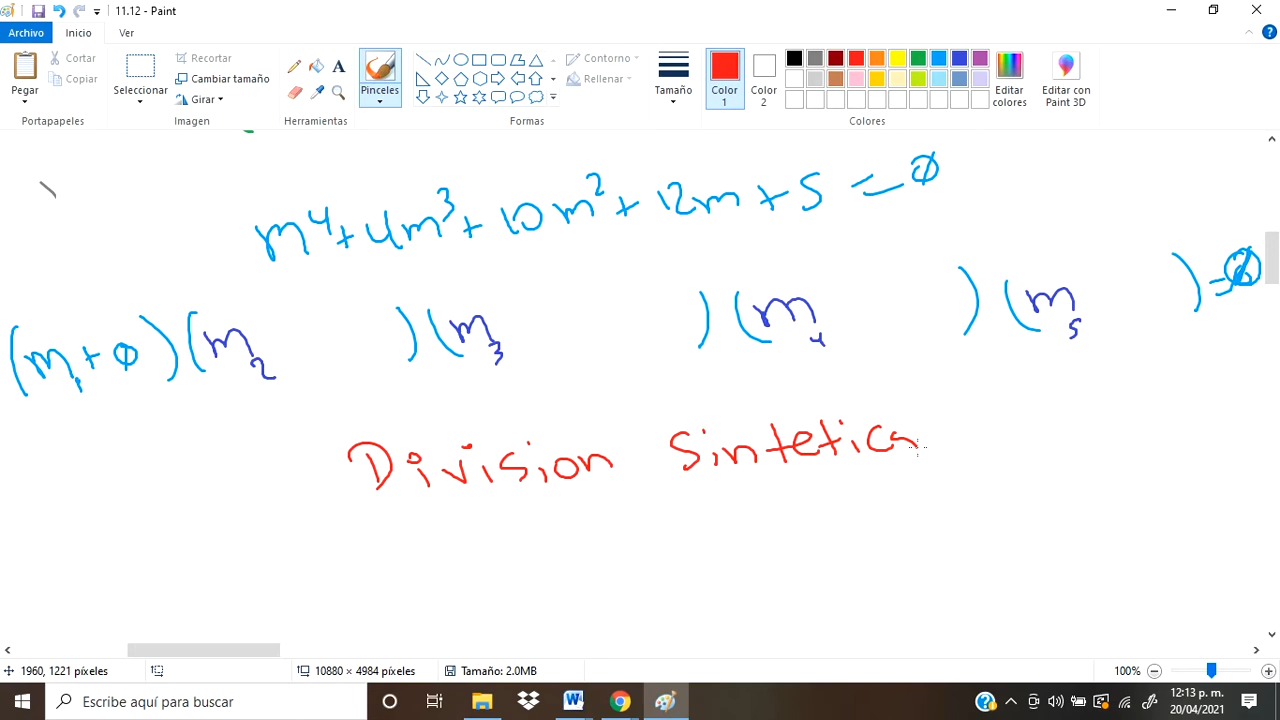 11.12 - Paint
Archivo Inicio Ver
Pegar
Cortar
Copiar
Portapapeles
Seleccionar
Recortar
Cambiar tamaño
Girar
Imagen
A
Herramientas
Pinceles
Contorno
Rellenar
Formas
Tamaño
Color 1
Color 2
Editar colores
Editar con Paint 3D
Colores
m⁴+4m³+10m²+12m+5=0
(m₁+0)(m₂ )(m₃ )(m₄ )(m₅ )=0
Division Sintetica
1960, 1221 píxeles 10880 × 4984 píxeles Tamaño: 2.0MB 100%
Escribe aquí para buscar
12:13 p. m.
20/04/2021